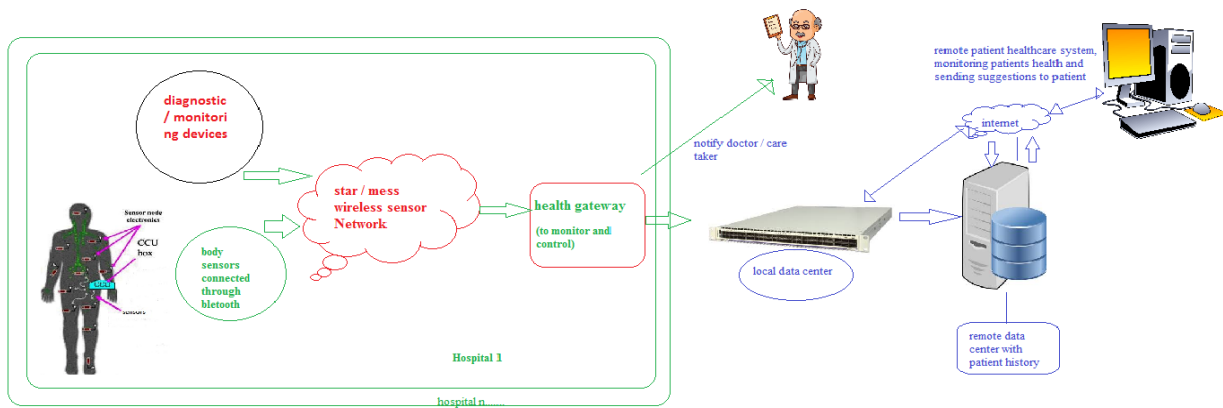 diagnostic
/ monitori
ng devices
Sensor node
electronics
CCU
box
sensors
body
sensors
connected
through
bletooth
star / mess
wireless sensor
Network
health gateway
(to monitor and
control)
Hospital 1
hospital n.......
notify doctor / care
taker
local data center
remote patient healthcare system,
monitoring patients health and
sending suggestions to patient
internet
remote data
center with
patient history